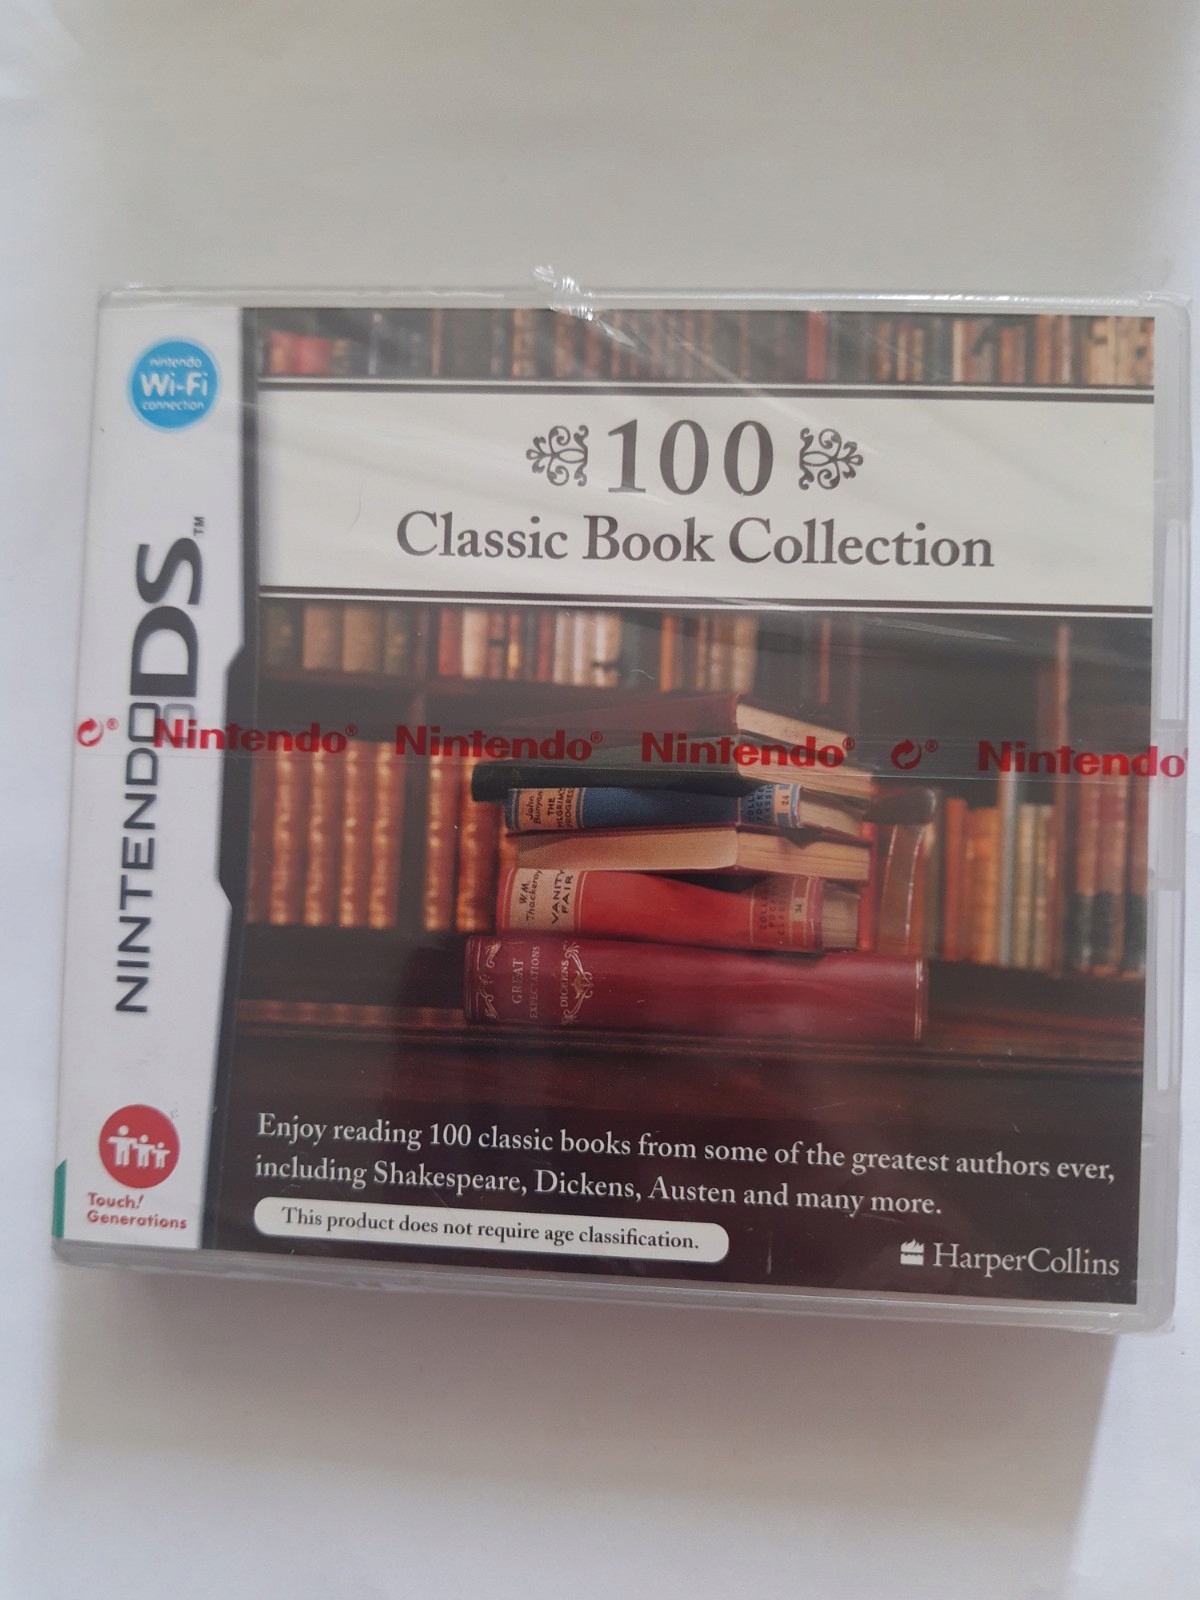 nintendo
Wi-Fi
connection
NINTENDO DS™
100
Classic Book Collection
® Nintendo® Nintendo® Nintendo® ® Nintendo®
John Bunyan
THE PILGRIM'S PROGRESS
24
W.M. Thackeray
VANITY FAIR
34
GREAT EXPECTATIONS
DICKENS
Enjoy reading 100 classic books from some of the greatest authors ever,
including Shakespeare, Dickens, Austen and many more.
This product does not require age classification.
HarperCollins
Touch!
Generations